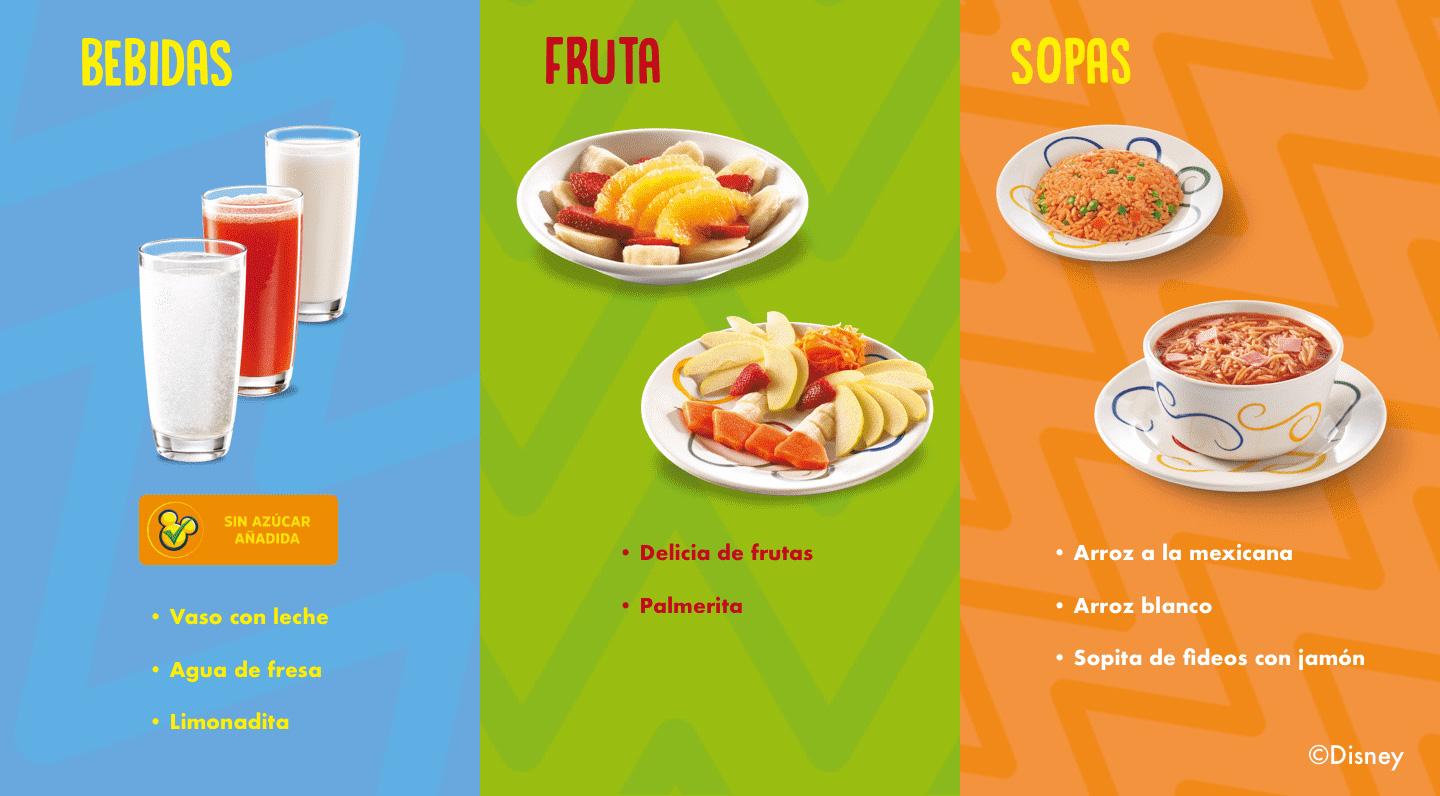 BEBIDAS
SIN AZÚCAR
AÑADIDA
• Vaso con leche
• Agua de fresa
• Limonadita
FRUTA
• Delicia de frutas
• Palmerita
SOPAS
• Arroz a la mexicana
• Arroz blanco
• Sopita de fideos con jamón
©Disney